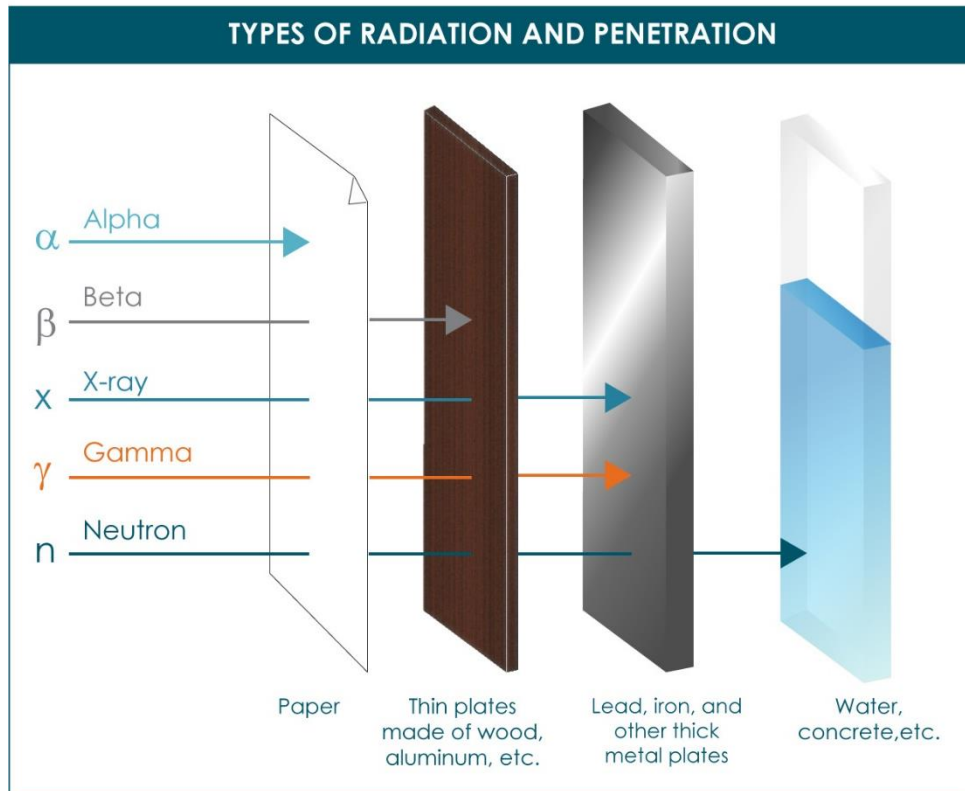 TYPES OF RADIATION AND PENETRATION
α Alpha
β Beta
x X-ray
γ Gamma
n Neutron
Paper
Thin plates
made of wood,
aluminum, etc.
Lead, iron, and
other thick
metal plates
Water,
concrete,etc.